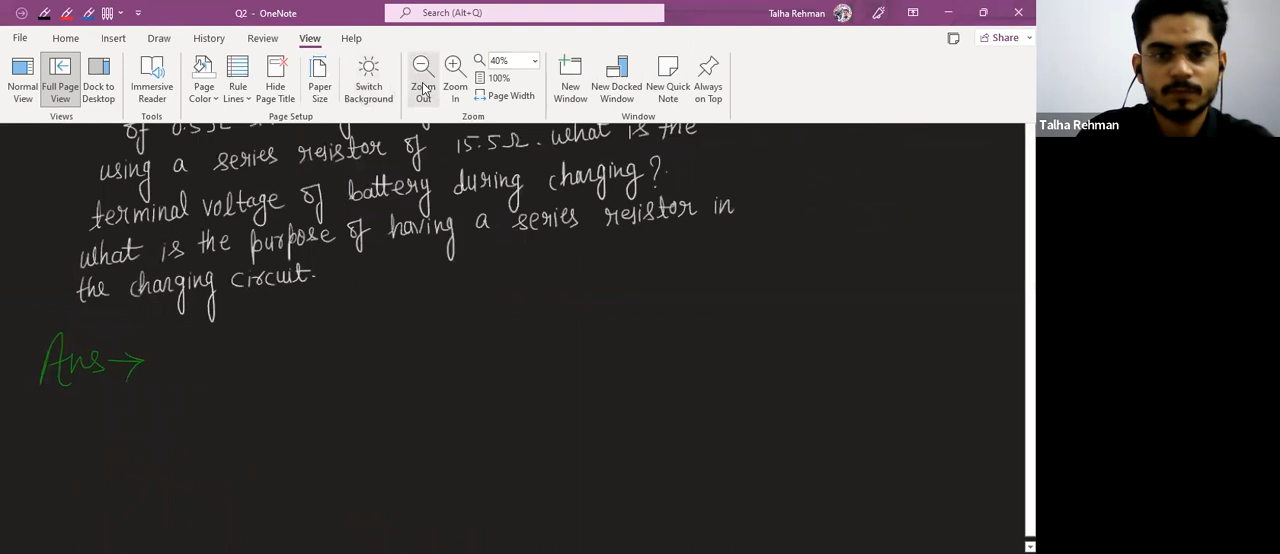 Q2 - OneNote
Search (Alt+Q)
Talha Rehman
File Home Insert Draw History Review View Help
Share
Normal View
Full Page View
Dock to Desktop
Immersive Reader
Page Color
Rule Lines
Hide Page Title
Paper Size
Switch Background
Zoom Out
Zoom In
40%
100%
Page Width
New Window
New Docked Window
New Quick Note
Always on Top
Views
Tools
Page Setup
Zoom
Window
Talha Rehman
of 0.5Ω
using a series resistor of 15.5Ω. what is the
terminal voltage of battery during charging?
what is the purpose of having a series resistor in
the charging circuit.
Ans →